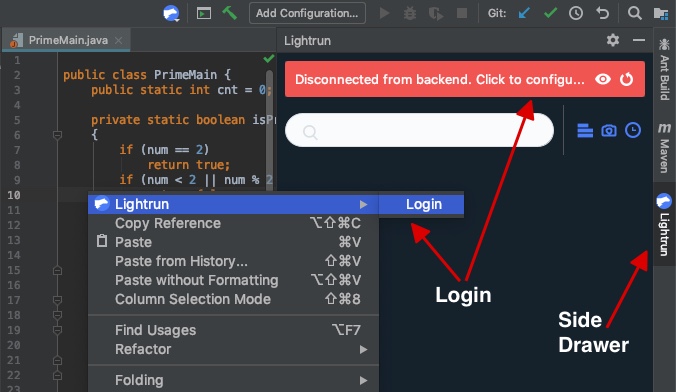 Add Configuration...
Git:
PrimeMain.java
Lightrun
1
2 public class PrimeMain {
3 public static int cnt = 0;
4
5 private static boolean isPr
6 {
7 if (num == 2)
8 return true;
9 if (num < 2 || num % 2
10
11
12
13
15
16
17
18
19
20
21
22
Disconnected from backend. Click to configu...
Lightrun
Login
Copy Reference ⌥⇧⌘C
Paste ⌘V
Paste from History... ⇧⌘V
Paste without Formatting ⌥⇧⌘V
Column Selection Mode ⇧⌘8
Find Usages ⌥F7
Refactor
Folding
Login
Side
Drawer
Ant Build
m
Maven
Lightrun